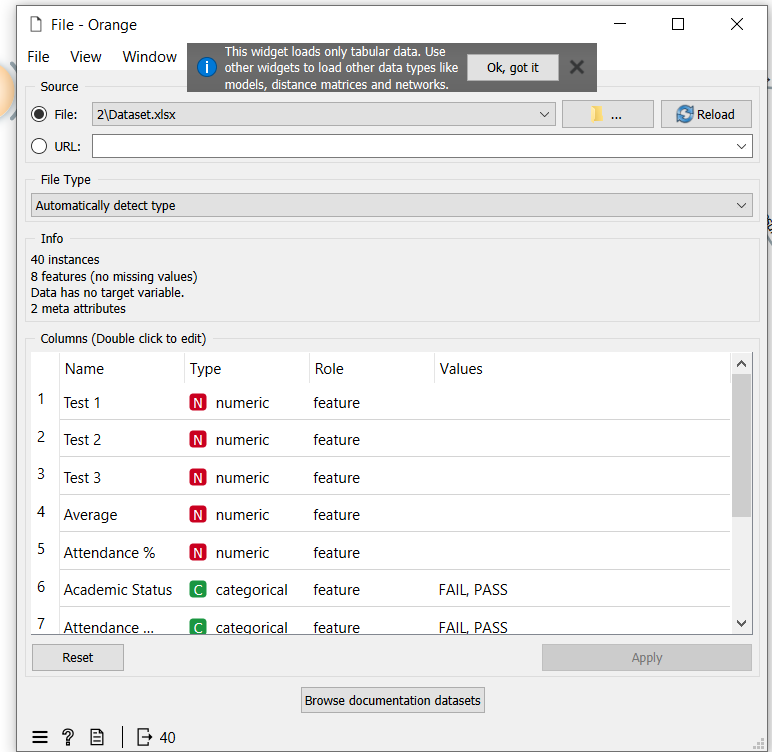 File - Orange
File View Window
This widget loads only tabular data. Use
other widgets to load other data types like
models, distance matrices and networks.
Ok, got it
Source
File: 2\Dataset.xlsx ... Reload
URL:
File Type
Automatically detect type
Info
40 instances
8 features (no missing values)
Data has no target variable.
2 meta attributes
Columns (Double click to edit)
Name Type Role Values
1 Test 1 N numeric feature
2 Test 2 N numeric feature
3 Test 3 N numeric feature
4 Average N numeric feature
5 Attendance % N numeric feature
6 Academic Status C categorical feature FAIL, PASS
7 Attendance ... C categorical feature FAIL, PASS
Reset Apply
Browse documentation datasets
? 40